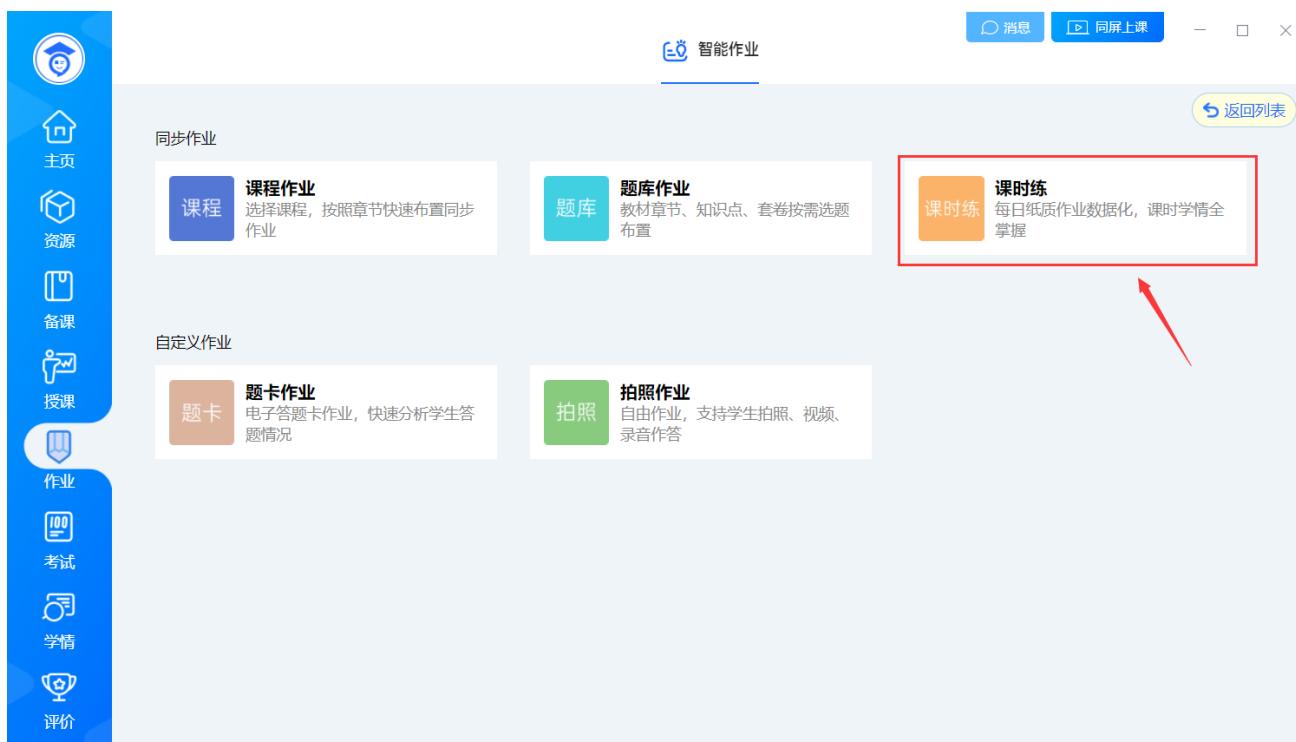 智能作业
消息
同屏上课
返回列表
主页
资源
备课
授课
作业
100
考试
学情
评价
同步作业
课程
课程作业
选择课程，按照章节快速布置同步
作业
题库
题库作业
教材章节、知识点、套卷按需选题
布置
课时练
课时练
每日纸质作业数据化，课时学情全
掌握
自定义作业
题卡
题卡作业
电子答题卡作业，快速分析学生答
题情况
拍照
拍照作业
自由作业，支持学生拍照、视频、
录音作答